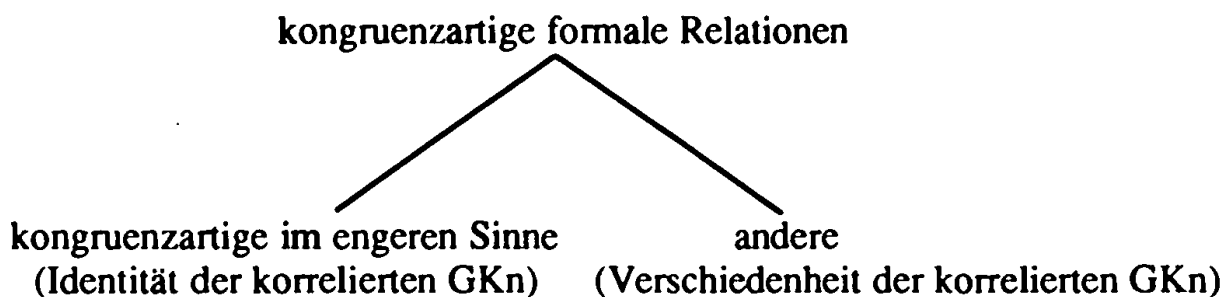 kongruenzartige formale Relationen
kongruenzartige im engeren Sinne andere
(Identität der korrelierten GKn) (Verschiedenheit der korrelierten GKn)